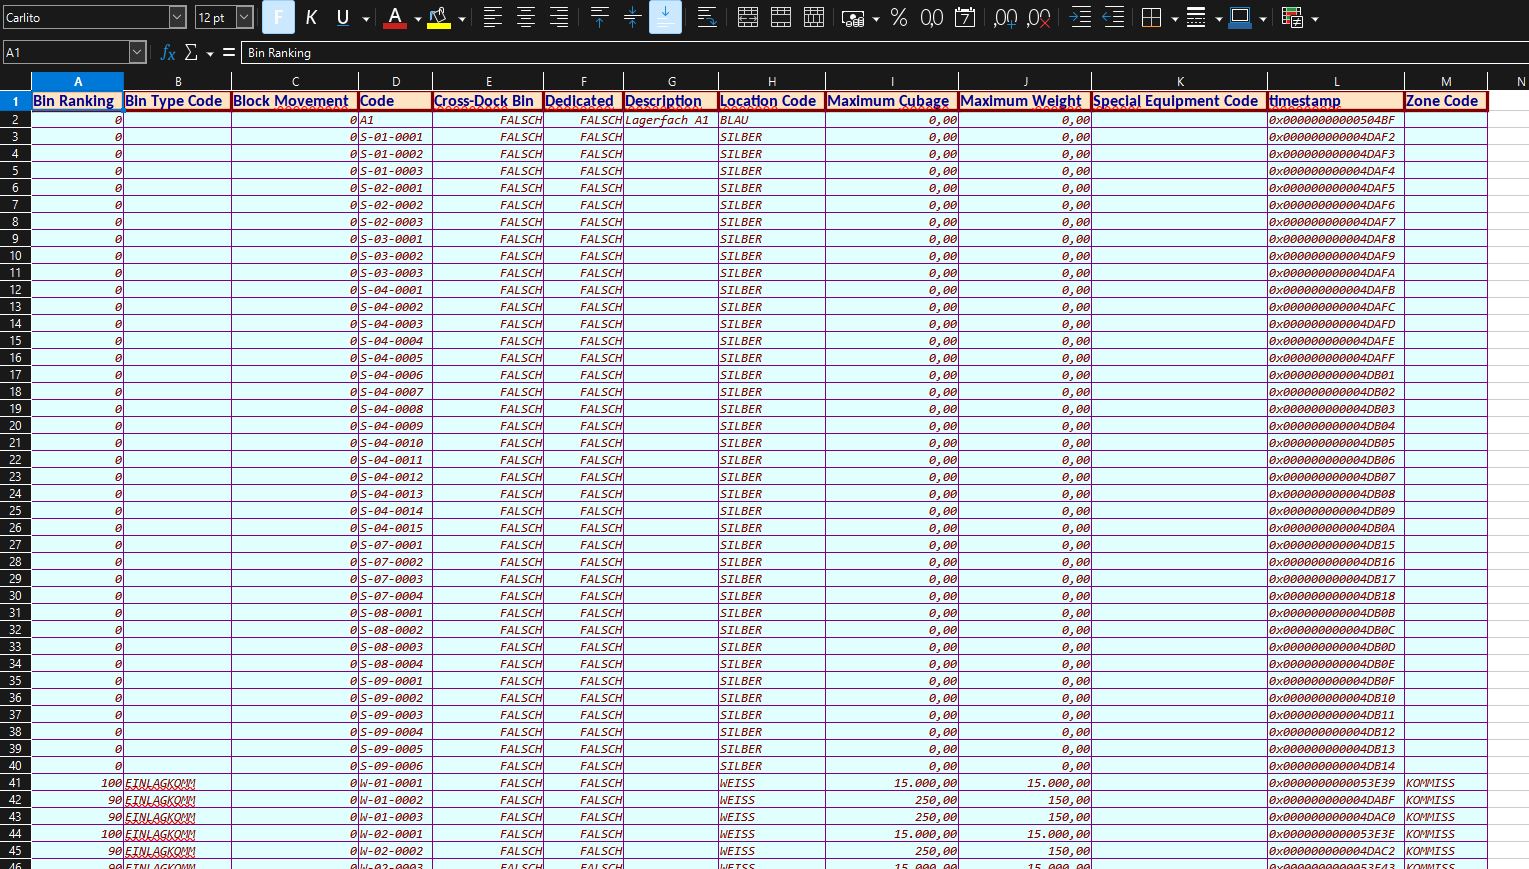 Carlito 12 pt F K U A % 0,0 7 ,00 ,00
A1 fx Σ = Bin Ranking
A B C D E F G H I J K L M N
1 Bin Ranking Bin Type Code Block Movement Code Cross-Dock Bin Dedicated Description Location Code Maximum Cubage Maximum Weight Special Equipment Code timestamp Zone Code
2 0 0 A1 FALSCH FALSCH Lagerfach A1 BLAU 0,00 0,00 0x00000000000504BF
3 0 0 S-01-0001 FALSCH FALSCH SILBER 0,00 0,00 0x000000000004DAF2
4 0 0 S-01-0002 FALSCH FALSCH SILBER 0,00 0,00 0x000000000004DAF3
5 0 0 S-01-0003 FALSCH FALSCH SILBER 0,00 0,00 0x000000000004DAF4
6 0 0 S-02-0001 FALSCH FALSCH SILBER 0,00 0,00 0x000000000004DAF5
7 0 0 S-02-0002 FALSCH FALSCH SILBER 0,00 0,00 0x000000000004DAF6
8 0 0 S-02-0003 FALSCH FALSCH SILBER 0,00 0,00 0x000000000004DAF7
9 0 0 S-03-0001 FALSCH FALSCH SILBER 0,00 0,00 0x000000000004DAF8
10 0 0 S-03-0002 FALSCH FALSCH SILBER 0,00 0,00 0x000000000004DAF9
11 0 0 S-03-0003 FALSCH FALSCH SILBER 0,00 0,00 0x000000000004DAFA
12 0 0 S-04-0001 FALSCH FALSCH SILBER 0,00 0,00 0x000000000004DAFB
13 0 0 S-04-0002 FALSCH FALSCH SILBER 0,00 0,00 0x000000000004DAFC
14 0 0 S-04-0003 FALSCH FALSCH SILBER 0,00 0,00 0x000000000004DAFD
15 0 0 S-04-0004 FALSCH FALSCH SILBER 0,00 0,00 0x000000000004DAFE
16 0 0 S-04-0005 FALSCH FALSCH SILBER 0,00 0,00 0x000000000004DAFF
17 0 0 S-04-0006 FALSCH FALSCH SILBER 0,00 0,00 0x000000000004DB01
18 0 0 S-04-0007 FALSCH FALSCH SILBER 0,00 0,00 0x000000000004DB02
19 0 0 S-04-0008 FALSCH FALSCH SILBER 0,00 0,00 0x000000000004DB03
20 0 0 S-04-0009 FALSCH FALSCH SILBER 0,00 0,00 0x000000000004DB04
21 0 0 S-04-0010 FALSCH FALSCH SILBER 0,00 0,00 0x000000000004DB05
22 0 0 S-04-0011 FALSCH FALSCH SILBER 0,00 0,00 0x000000000004DB06
23 0 0 S-04-0012 FALSCH FALSCH SILBER 0,00 0,00 0x000000000004DB07
24 0 0 S-04-0013 FALSCH FALSCH SILBER 0,00 0,00 0x000000000004DB08
25 0 0 S-04-0014 FALSCH FALSCH SILBER 0,00 0,00 0x000000000004DB09
26 0 0 S-04-0015 FALSCH FALSCH SILBER 0,00 0,00 0x000000000004DB0A
27 0 0 S-07-0001 FALSCH FALSCH SILBER 0,00 0,00 0x000000000004DB15
28 0 0 S-07-0002 FALSCH FALSCH SILBER 0,00 0,00 0x000000000004DB16
29 0 0 S-07-0003 FALSCH FALSCH SILBER 0,00 0,00 0x000000000004DB17
30 0 0 S-07-0004 FALSCH FALSCH SILBER 0,00 0,00 0x000000000004DB18
31 0 0 S-08-0001 FALSCH FALSCH SILBER 0,00 0,00 0x000000000004DB0B
32 0 0 S-08-0002 FALSCH FALSCH SILBER 0,00 0,00 0x000000000004DB0C
33 0 0 S-08-0003 FALSCH FALSCH SILBER 0,00 0,00 0x000000000004DB0D
34 0 0 S-08-0004 FALSCH FALSCH SILBER 0,00 0,00 0x000000000004DB0E
35 0 0 S-09-0001 FALSCH FALSCH SILBER 0,00 0,00 0x000000000004DB0F
36 0 0 S-09-0002 FALSCH FALSCH SILBER 0,00 0,00 0x000000000004DB10
37 0 0 S-09-0003 FALSCH FALSCH SILBER 0,00 0,00 0x000000000004DB11
38 0 0 S-09-0004 FALSCH FALSCH SILBER 0,00 0,00 0x000000000004DB12
39 0 0 S-09-0005 FALSCH FALSCH SILBER 0,00 0,00 0x000000000004DB13
40 0 0 S-09-0006 FALSCH FALSCH SILBER 0,00 0,00 0x000000000004DB14
41 100 EINLAGKOMM 0 W-01-0001 FALSCH FALSCH WEISS 15.000,00 15.000,00 0x0000000000053E39 KOMMISS
42 90 EINLAGKOMM 0 W-01-0002 FALSCH FALSCH WEISS 250,00 150,00 0x000000000004DABF KOMMISS
43 90 EINLAGKOMM 0 W-01-0003 FALSCH FALSCH WEISS 250,00 150,00 0x000000000004DAC0 KOMMISS
44 100 EINLAGKOMM 0 W-02-0001 FALSCH FALSCH WEISS 15.000,00 15.000,00 0x0000000000053E3E KOMMISS
45 90 EINLAGKOMM 0 W-02-0002 FALSCH FALSCH WEISS 250,00 150,00 0x000000000004DAC2 KOMMISS
46 90 EINLAGKOMM 0 W-02-0003 FALSCH FALSCH WEISS 15.000,00 15.000,00 0x0000000000053E43 KOMMISS